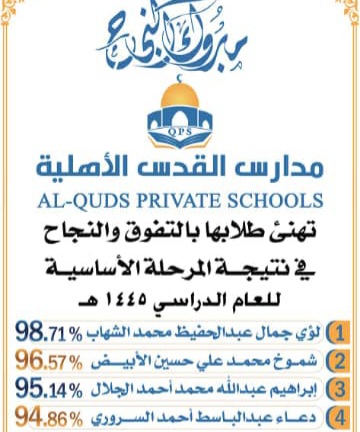 مبروك النجاح
QPS
مدارس القدس الأهلية
AL-QUDS PRIVATE SCHOOLS
تهنئ طلابها بالتفوق والنجاح
في نتيجة المرحلة الأساسية
للعام الدراسي ١٤٤٥ هـ
1 لؤي جمال عبدالحفيظ محمد الشهاب 98.71%
2 شموخ محمد علي حسين الأبيض 96.57%
3 إبراهيم عبدالله محمد أحمد الجلال 95.14%
4 دعاء عبدالباسط أحمد السروري 94.86%